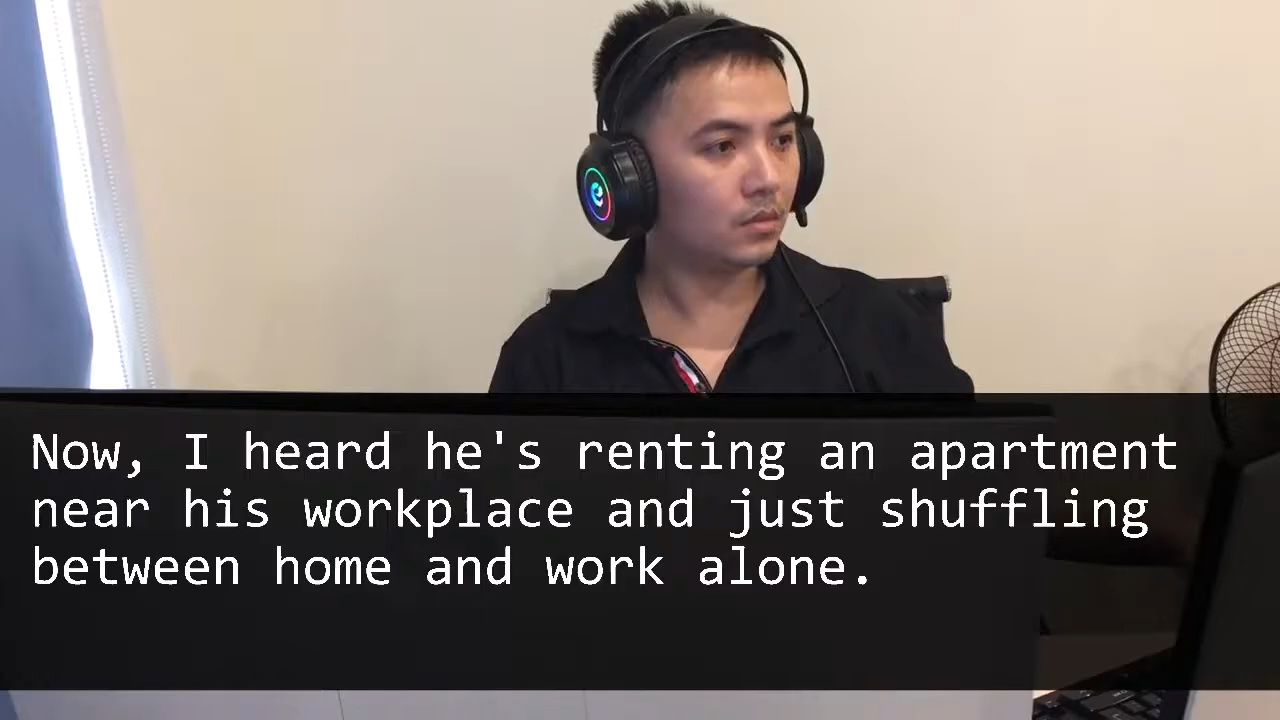 Now, I heard he's renting an apartment
near his workplace and just shuffling
between home and work alone.